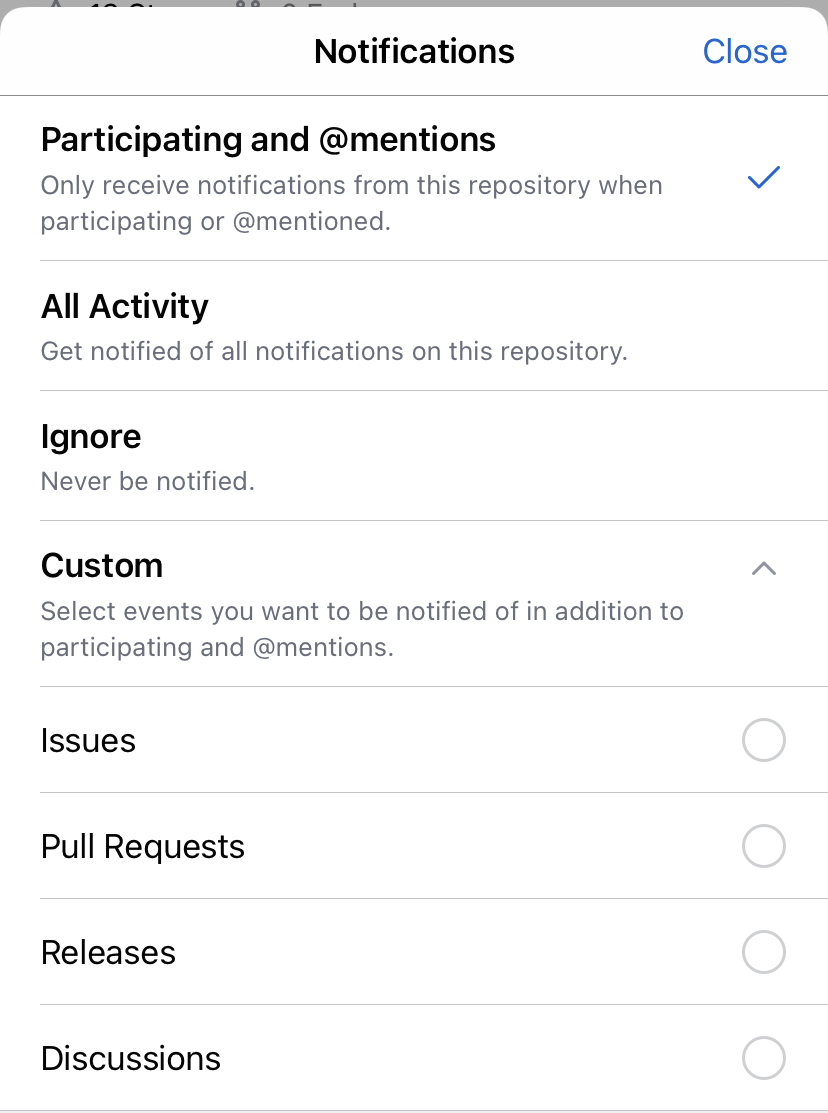 Notifications
Close
Participating and @mentions
Only receive notifications from this repository when
participating or @mentioned.
All Activity
Get notified of all notifications on this repository.
Ignore
Never be notified.
Custom
Select events you want to be notified of in addition to
participating and @mentions.
Issues
Pull Requests
Releases
Discussions